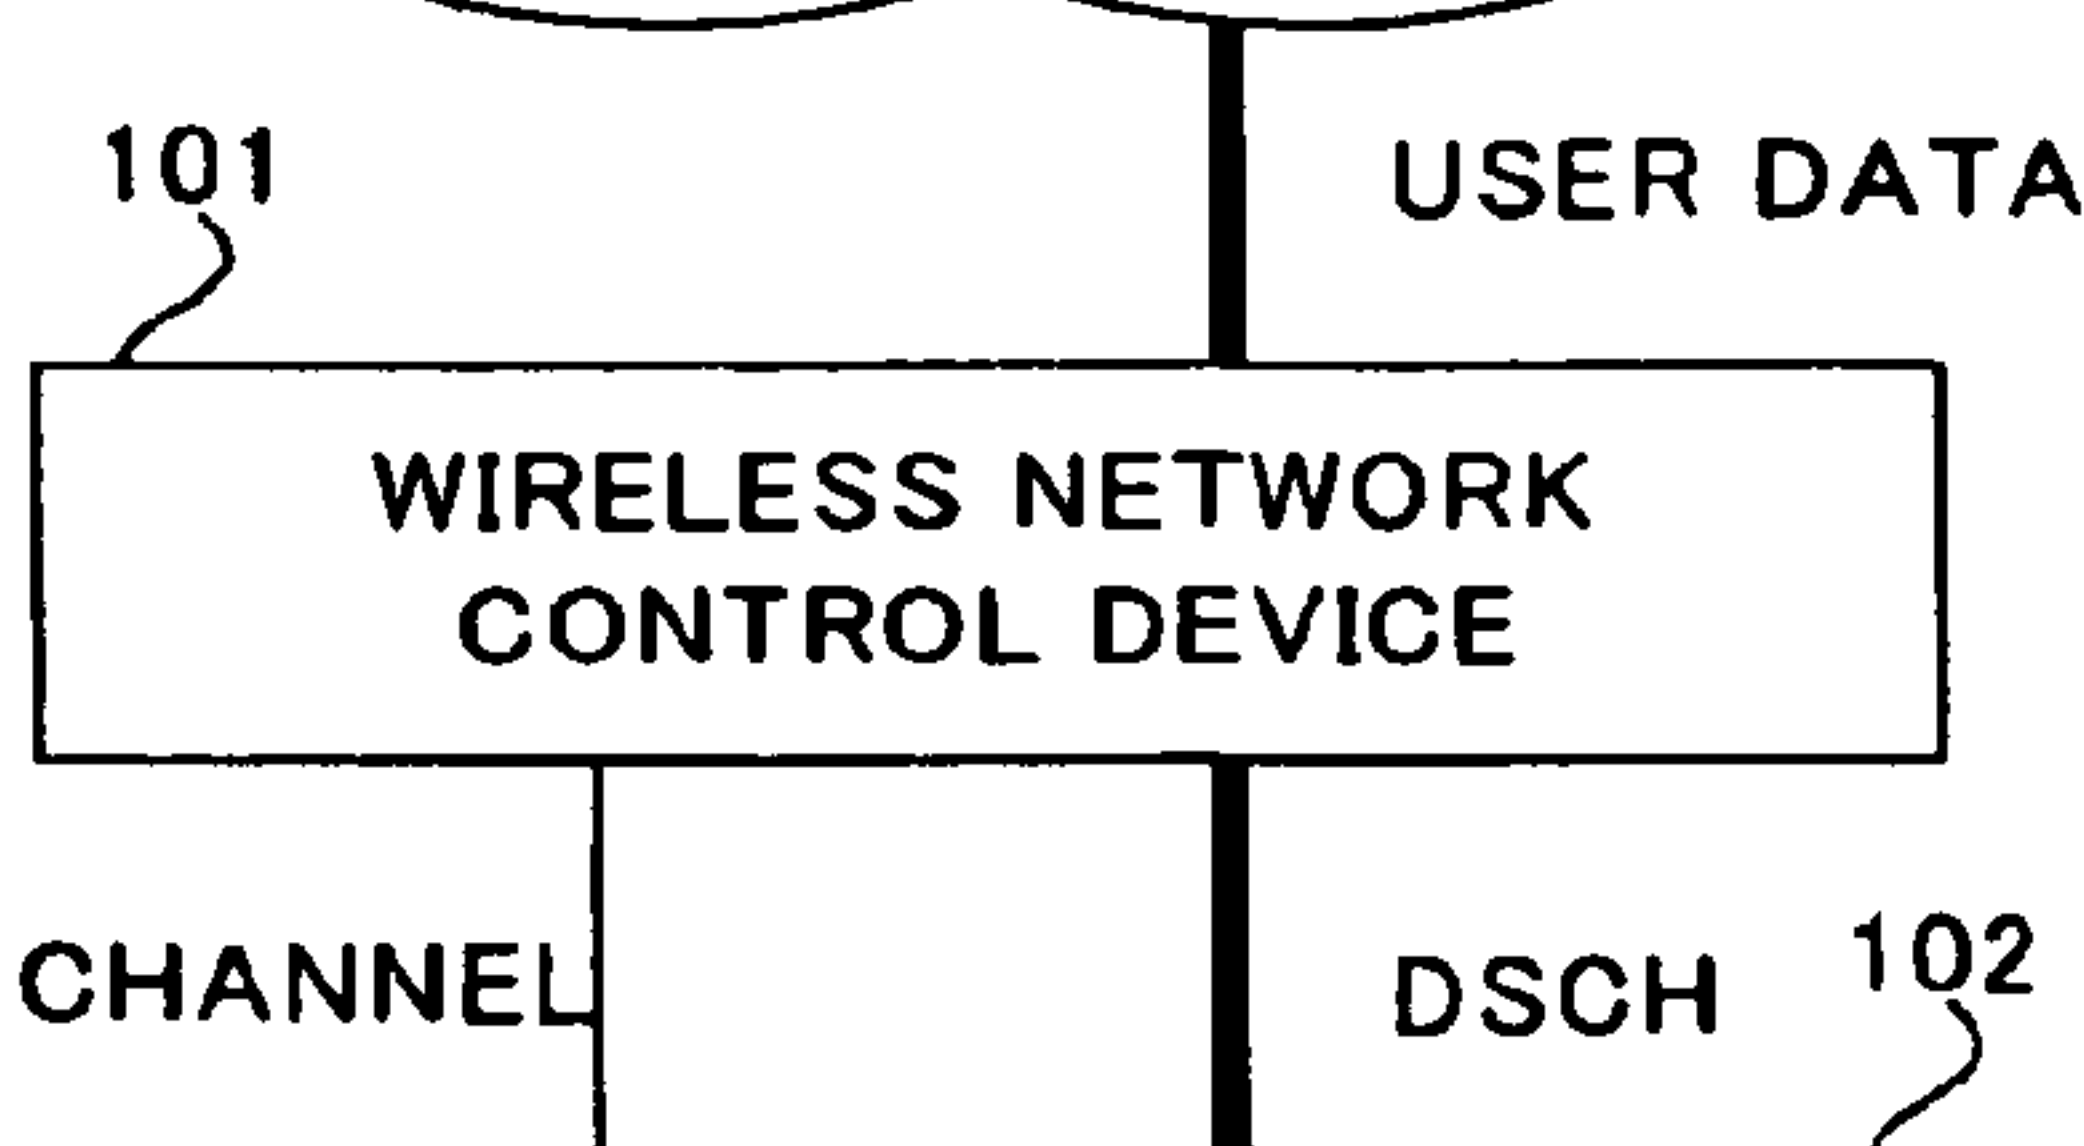 101
USER DATA
WIRELESS NETWORK
CONTROL DEVICE
CHANNEL
DSCH
102